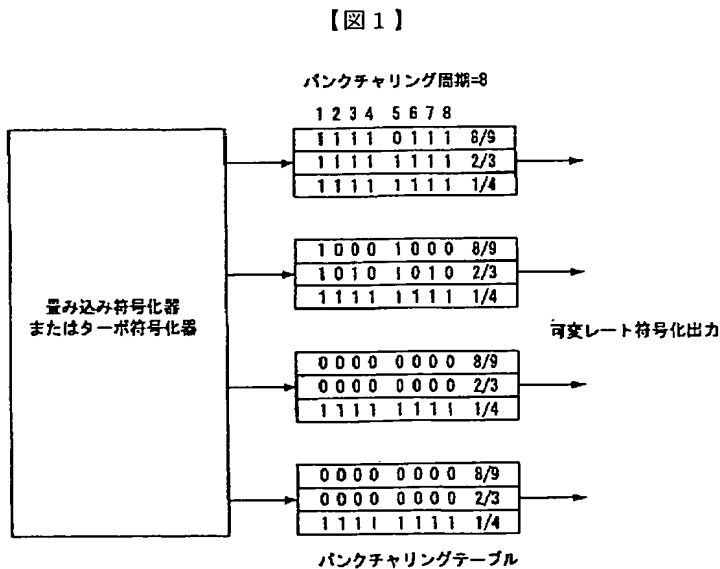 【図１】
パンクチャリング周期=8
1 2 3 4 5 6 7 8
1 1 1 1 0 1 1 1 8/9
1 1 1 1 1 1 1 1 2/3
1 1 1 1 1 1 1 1 1/4
1 0 0 0 1 0 0 0 8/9
1 0 1 0 1 0 1 0 2/3
1 1 1 1 1 1 1 1 1/4
畳み込み符号化器
またはターボ符号化器
可変レート符号化出力
0 0 0 0 0 0 0 0 8/9
0 0 0 0 0 0 0 0 2/3
1 1 1 1 1 1 1 1 1/4
0 0 0 0 0 0 0 0 8/9
0 0 0 0 0 0 0 0 2/3
1 1 1 1 1 1 1 1 1/4
パンクチャリングテーブル